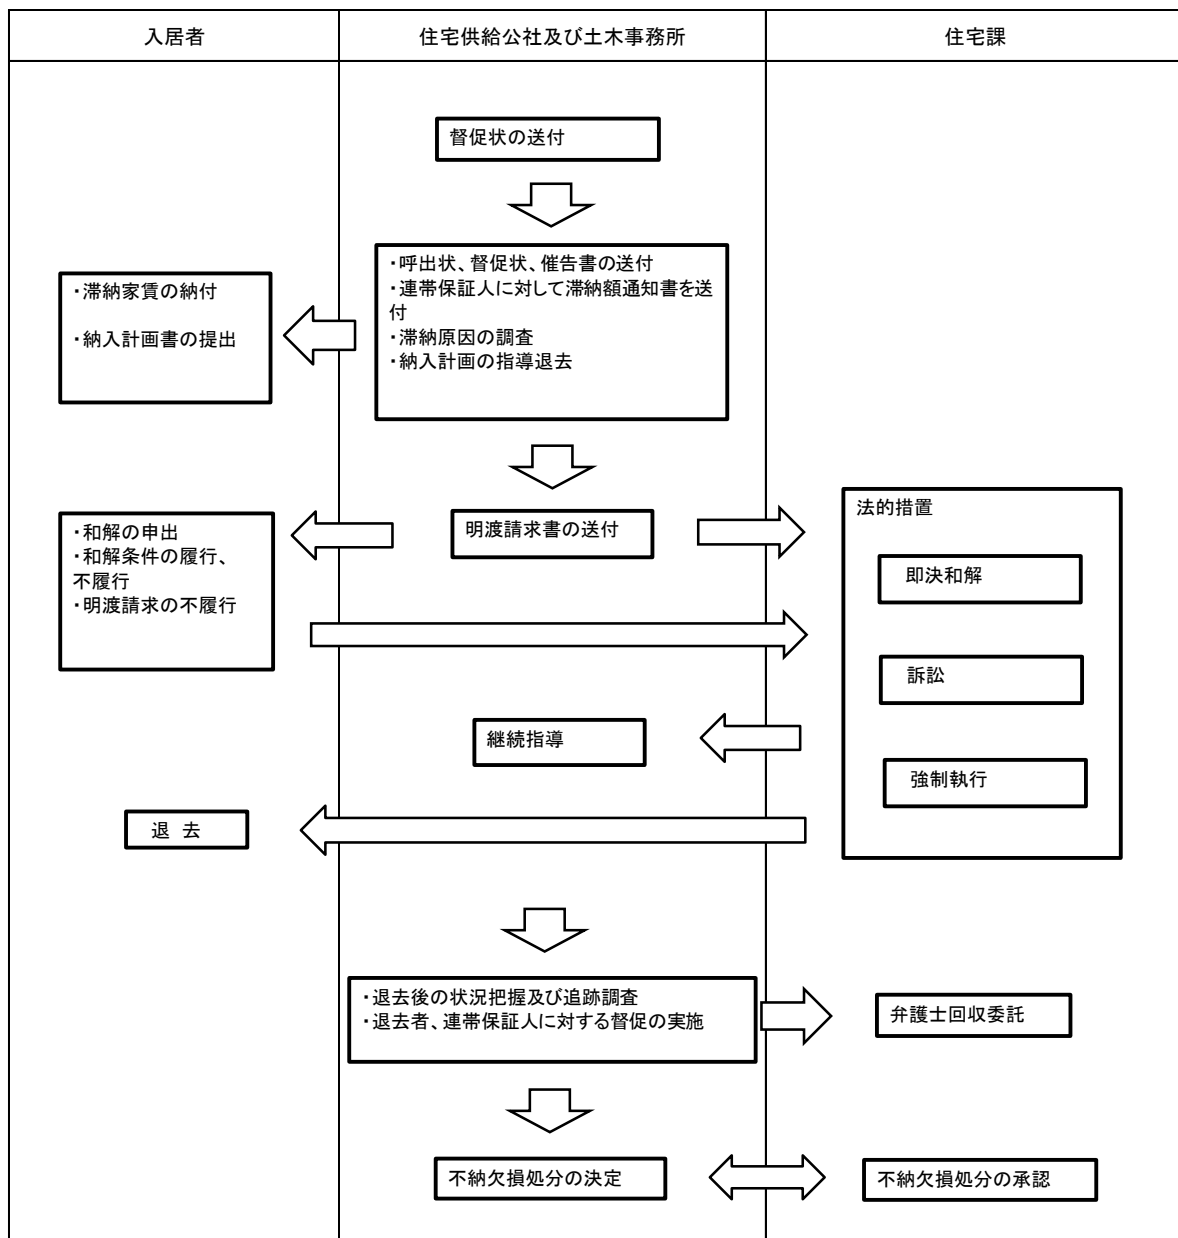 入居者
住宅供給公社及び土木事務所
住宅課
督促状の送付
・呼出状、督促状、催告書の送付
・連帯保証人に対して滞納額通知書を送
付
・滞納原因の調査
・納入計画の指導退去
・滞納家賃の納付
・納入計画書の提出
明渡請求書の送付
・和解の申出
・和解条件の履行、
不履行
・明渡請求の不履行
法的措置
即決和解
訴訟
強制執行
継続指導
退 去
・退去後の状況把握及び追跡調査
・退去者、連帯保証人に対する督促の実施
弁護士回収委託
不納欠損処分の決定
不納欠損処分の承認